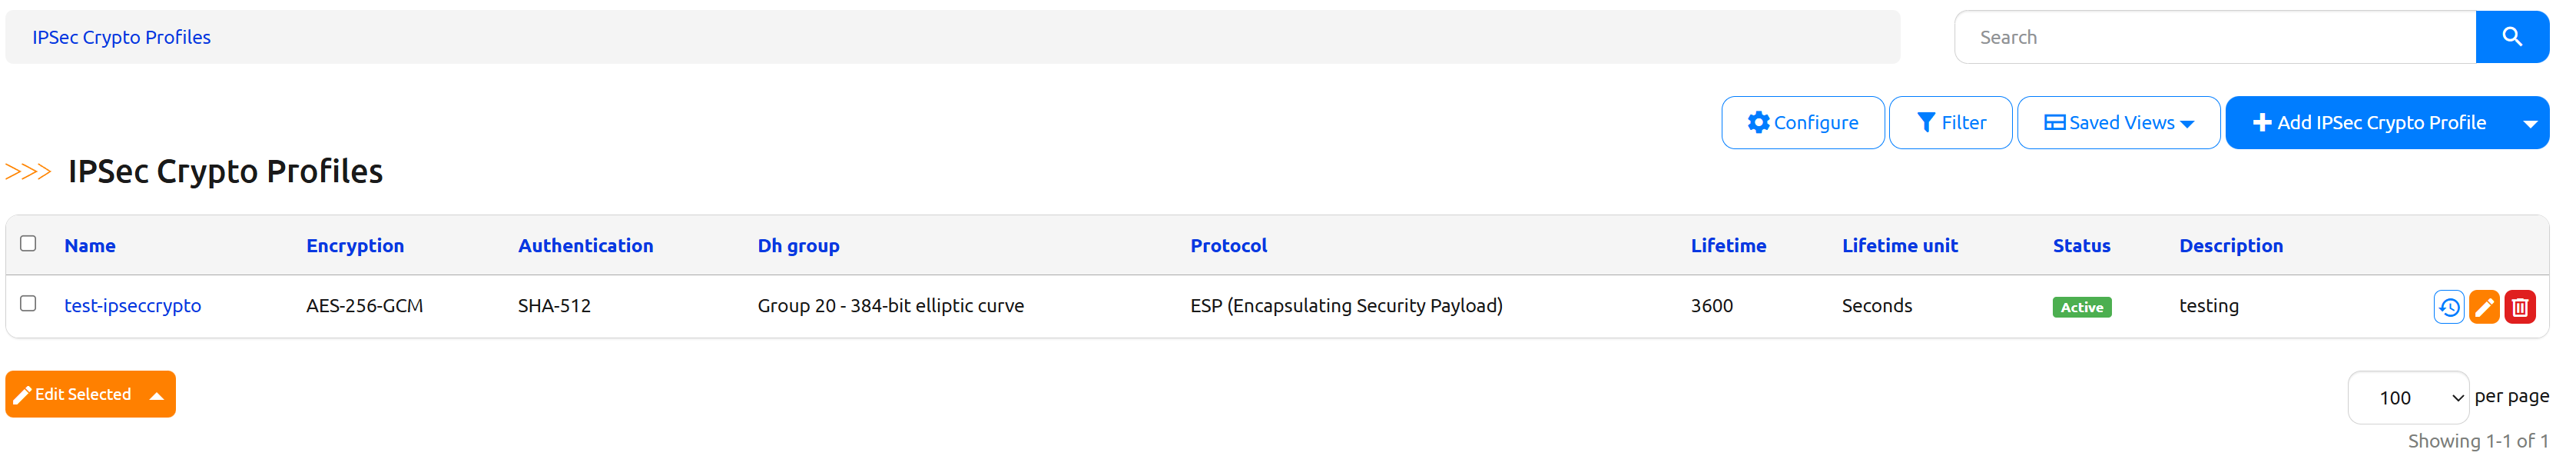 IPSec Crypto Profiles
Search
Configure Filter Saved Views Add IPSec Crypto Profile
>>> IPSec Crypto Profiles
Name Encryption Authentication Dh group Protocol Lifetime Lifetime unit Status Description
test-ipseccrypto AES-256-GCM SHA-512 Group 20 - 384-bit elliptic curve ESP (Encapsulating Security Payload) 3600 Seconds Active testing
Edit Selected
100 per page
Showing 1-1 of 1